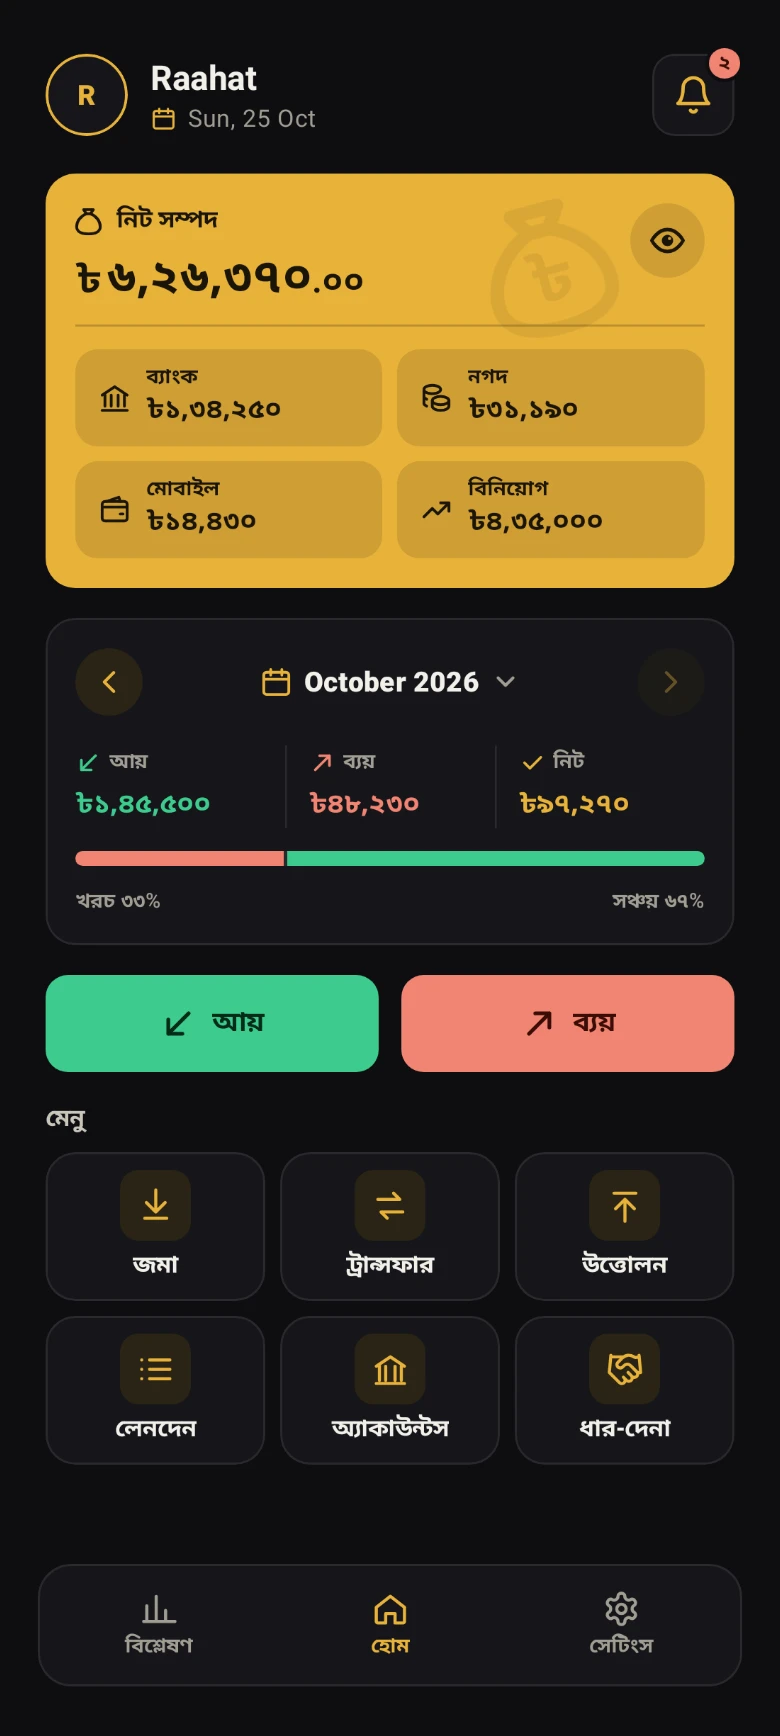 R
Raahat
Sun, 25 Oct
২
নিট সম্পদ
৳৬,২৬,৩৭০.০০
৳
ব্যাংক
৳১,৩৪,২৫০
নগদ
৳৩১,১৯০
মোবাইল
৳১৪,৪৩০
বিনিয়োগ
৳৪,৩৫,০০০
October 2026
আয়
৳১,৪৫,৫০০
ব্যয়
৳৪৮,২৩০
নিট
৳৯৭,২৭০
খরচ ৩৩%
সঞ্চয় ৬৭%
আয়
ব্যয়
মেনু
জমা
ট্রান্সফার
উত্তোলন
লেনদেন
অ্যাকাউন্টস
ধার-দেনা
বিশ্লেষণ
হোম
সেটিংস